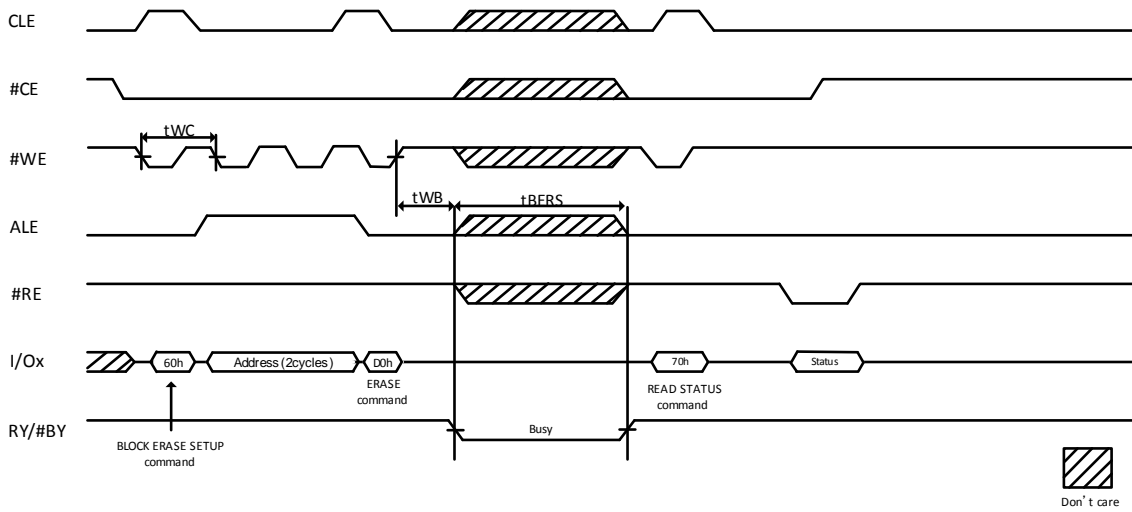 CLE
#CE
tWC
#WE
tWB
tBERS
ALE
#RE
I/Ox
60h
Address (2cycles)
D0h
70h
Status
ERASE
command
READ STATUS
command
RY/#BY
Busy
BLOCK ERASE SETUP
command
Don't care